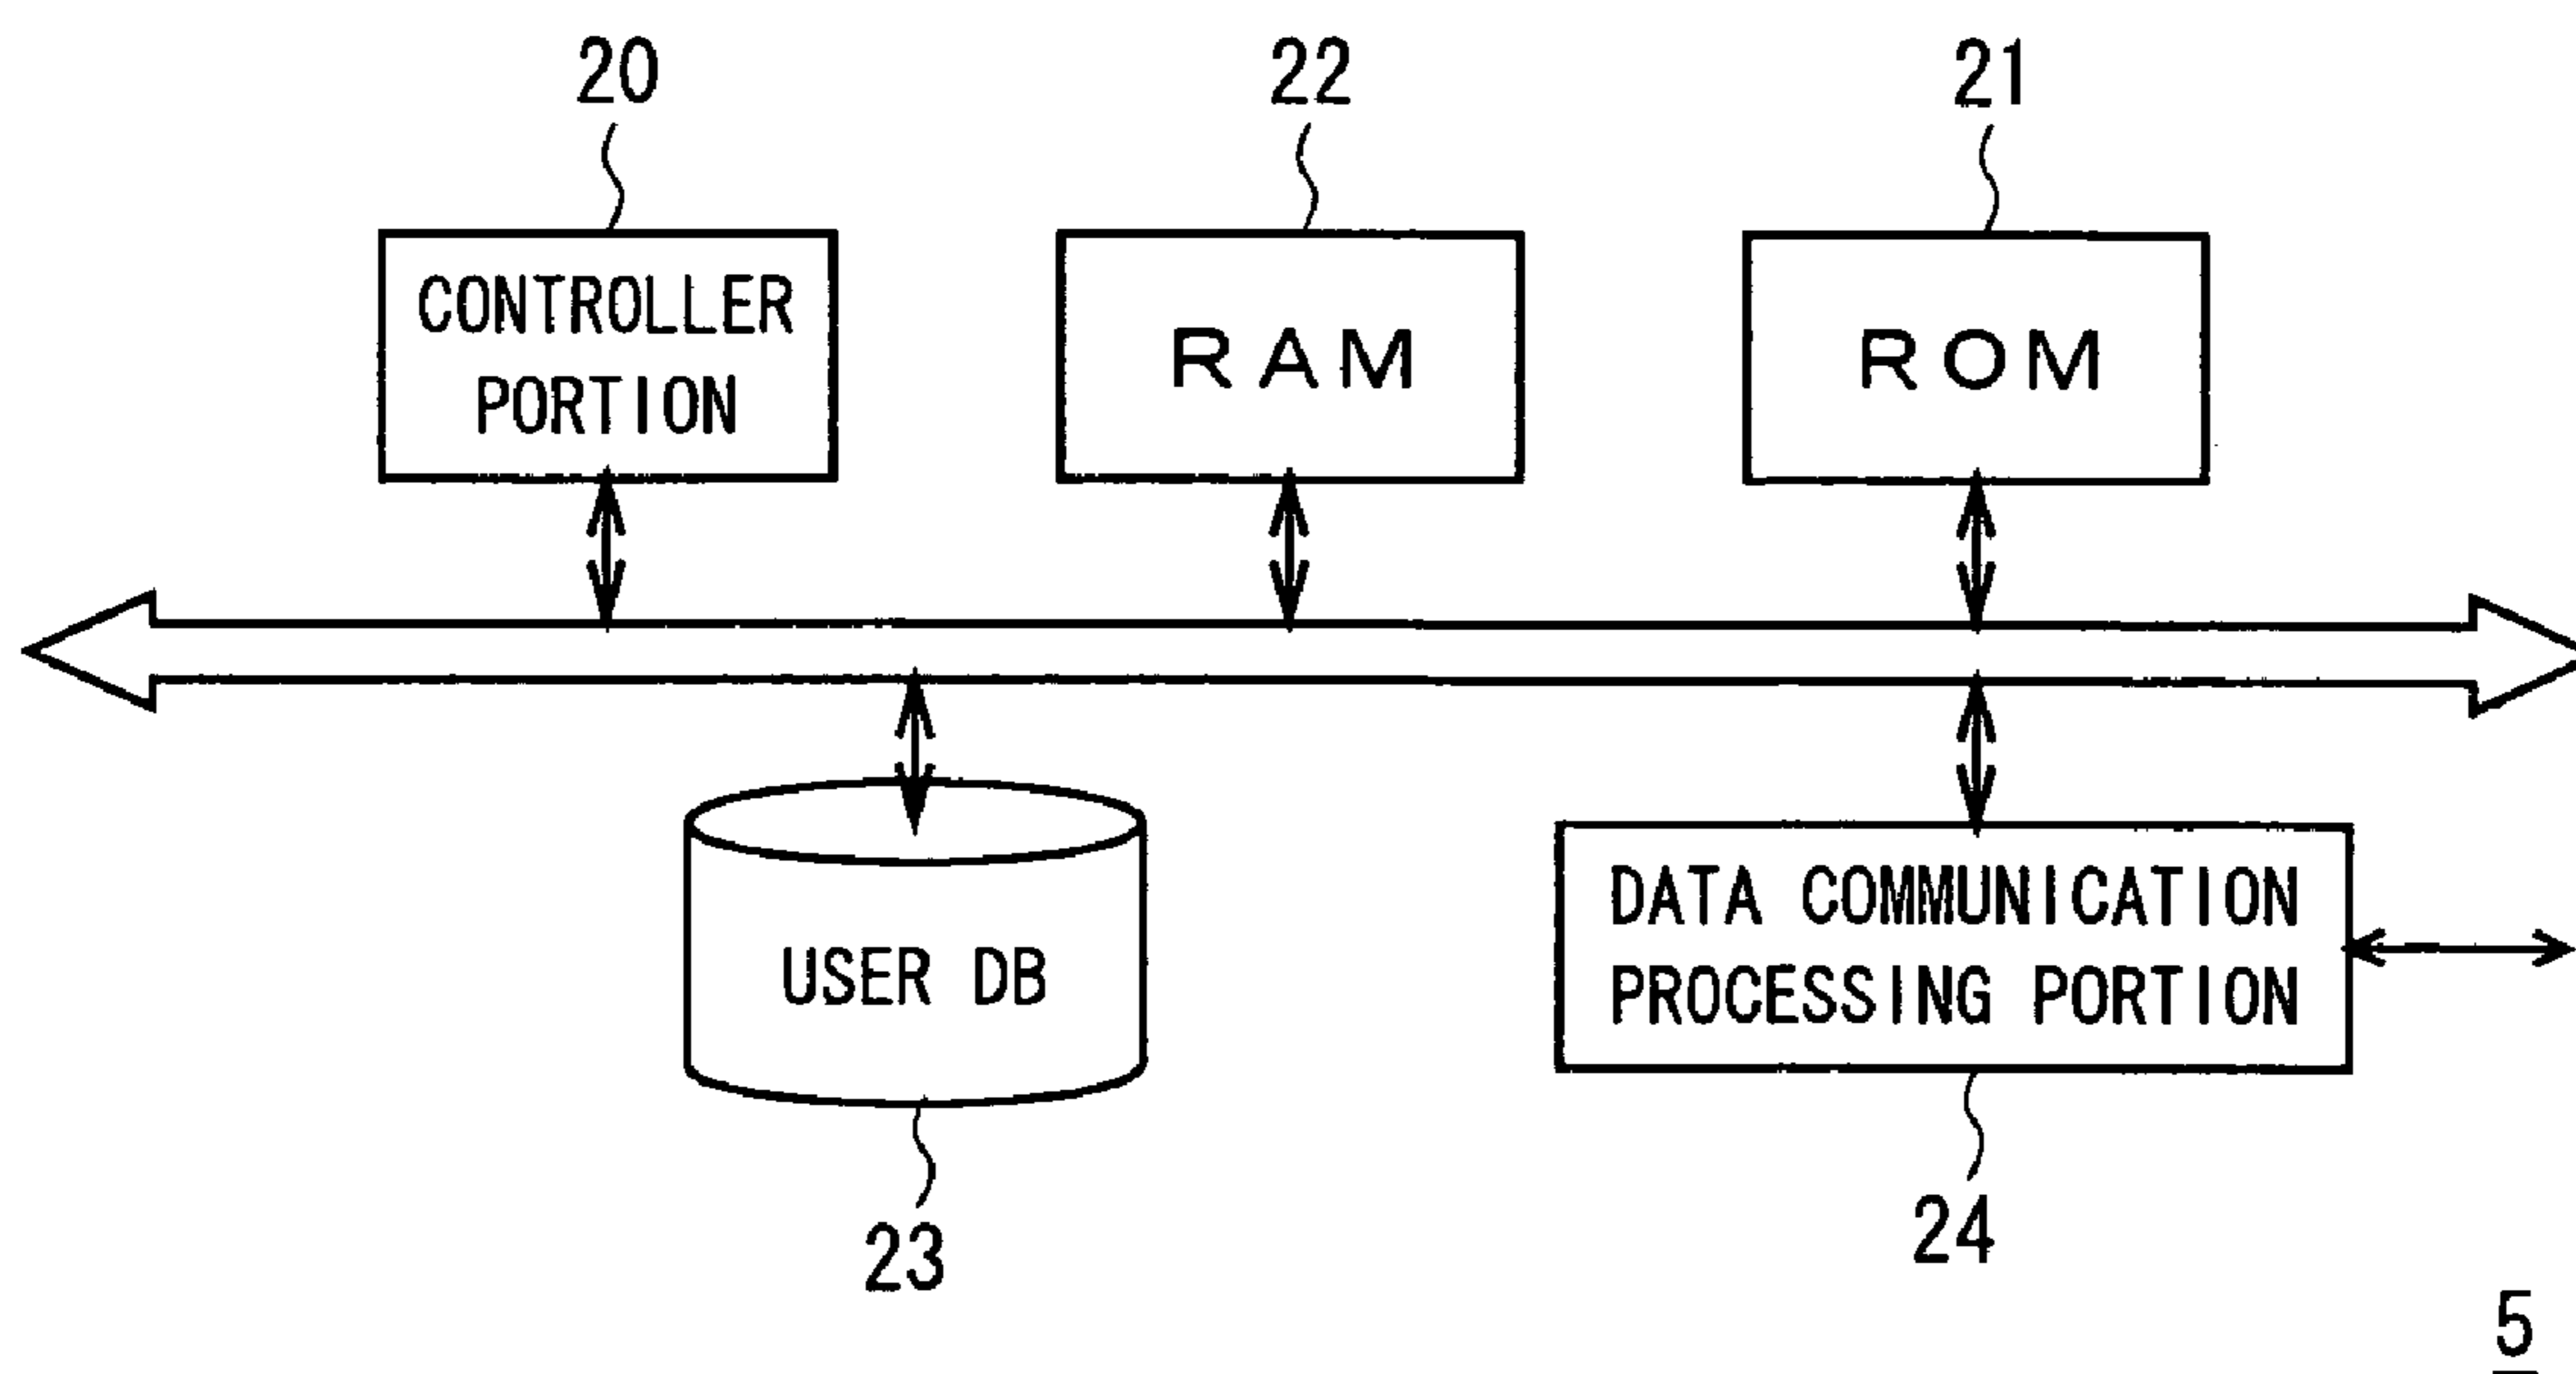 20
22
21
CONTROLLER
PORTION
RAM
ROM
USER DB
DATA COMMUNICATION
PROCESSING PORTION
23
24
5